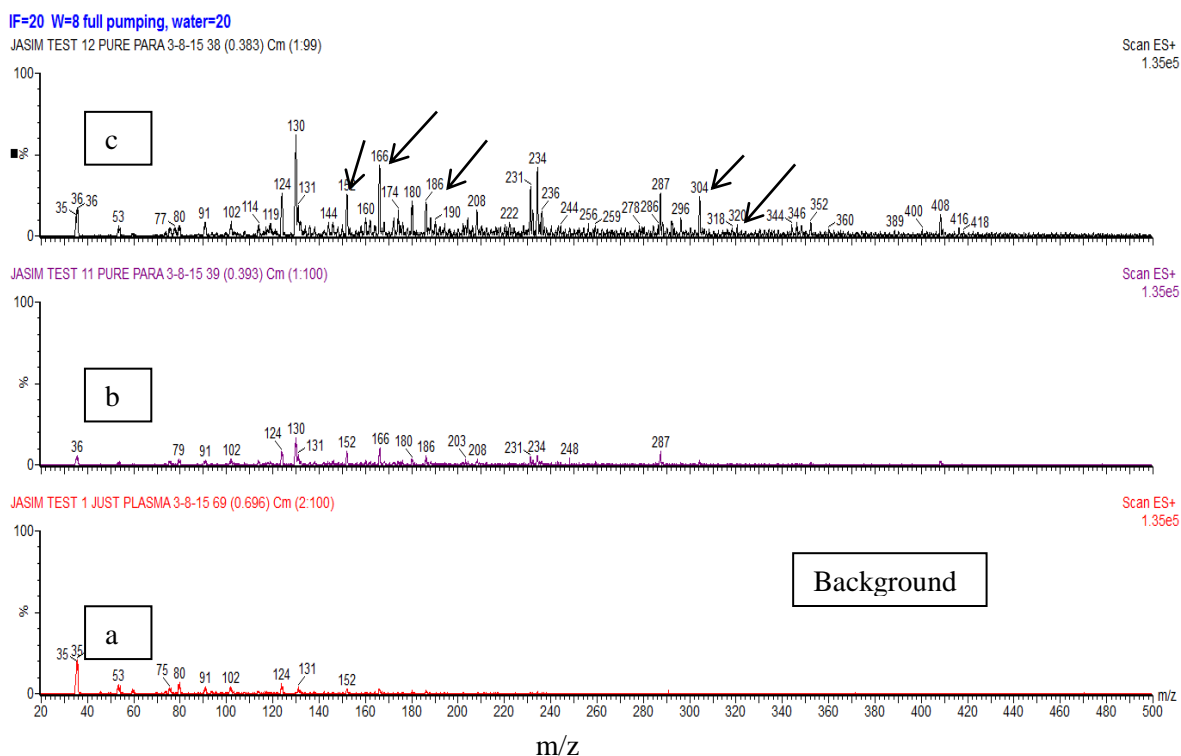 IF=20 W=8 full pumping, water=20
JASIM TEST 12 PURE PARA 3-8-15 38 (0.383) Cm (1:99)
Scan ES+
1.35e5
100
%
0
c
35 36 36 53 77 80 91 102 114 119 124 130 131 144 152 160 166 174 180 186 190 208 222 231 234 236 244 256 259 278 286 287 296 304 318 320 344 346 352 360 389 400 408 416 418
JASIM TEST 11 PURE PARA 3-8-15 39 (0.393) Cm (1:100)
Scan ES+
1.35e5
100
%
0
b
36 79 91 102 124 130 131 152 166 180 186 203 208 231 234 248 287
JASIM TEST 1 JUST PLASMA 3-8-15 69 (0.696) Cm (2:100)
Scan ES+
1.35e5
100
%
0
a
Background
35 35 53 75 80 91 102 124 131 152
m/z
20 40 60 80 100 120 140 160 180 200 220 240 260 280 300 320 340 360 380 400 420 440 460 480 500
m/z